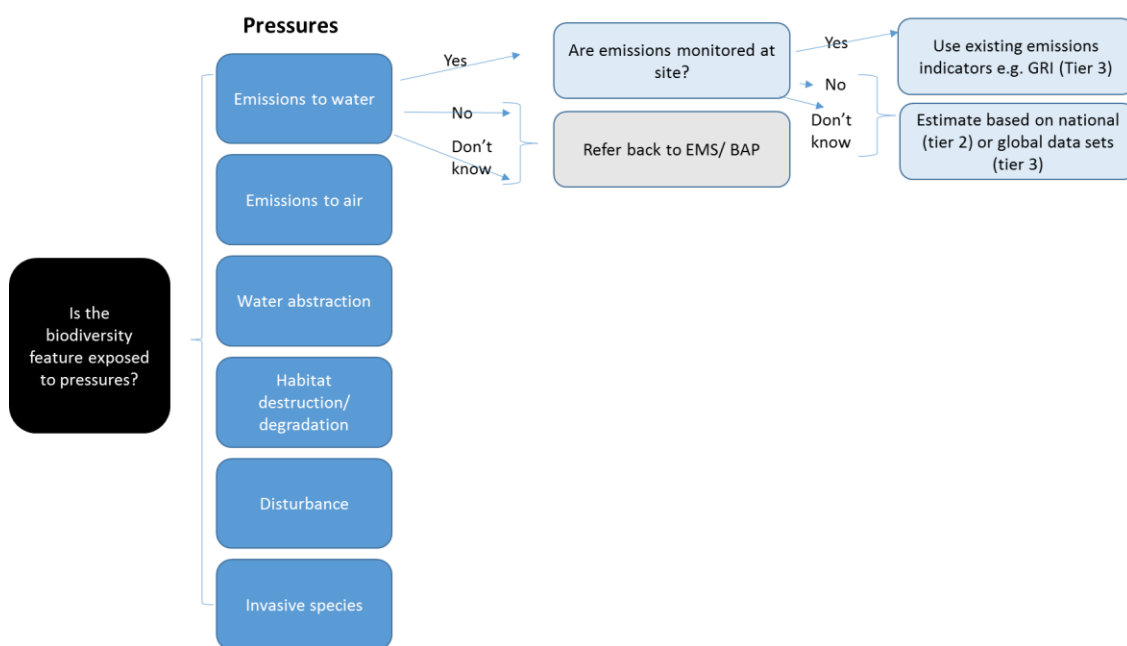 Pressures
Is the
biodiversity
feature exposed
to pressures?
Emissions to water
Emissions to air
Water abstraction
Habitat
destruction/
degradation
Disturbance
Invasive species
Yes
No
Don’t
know
Are emissions monitored at
site?
Refer back to EMS/ BAP
Yes
No
Don’t
know
Use existing emissions
indicators e.g. GRI (Tier 3)
Estimate based on national
(tier 2) or global data sets
(tier 3)